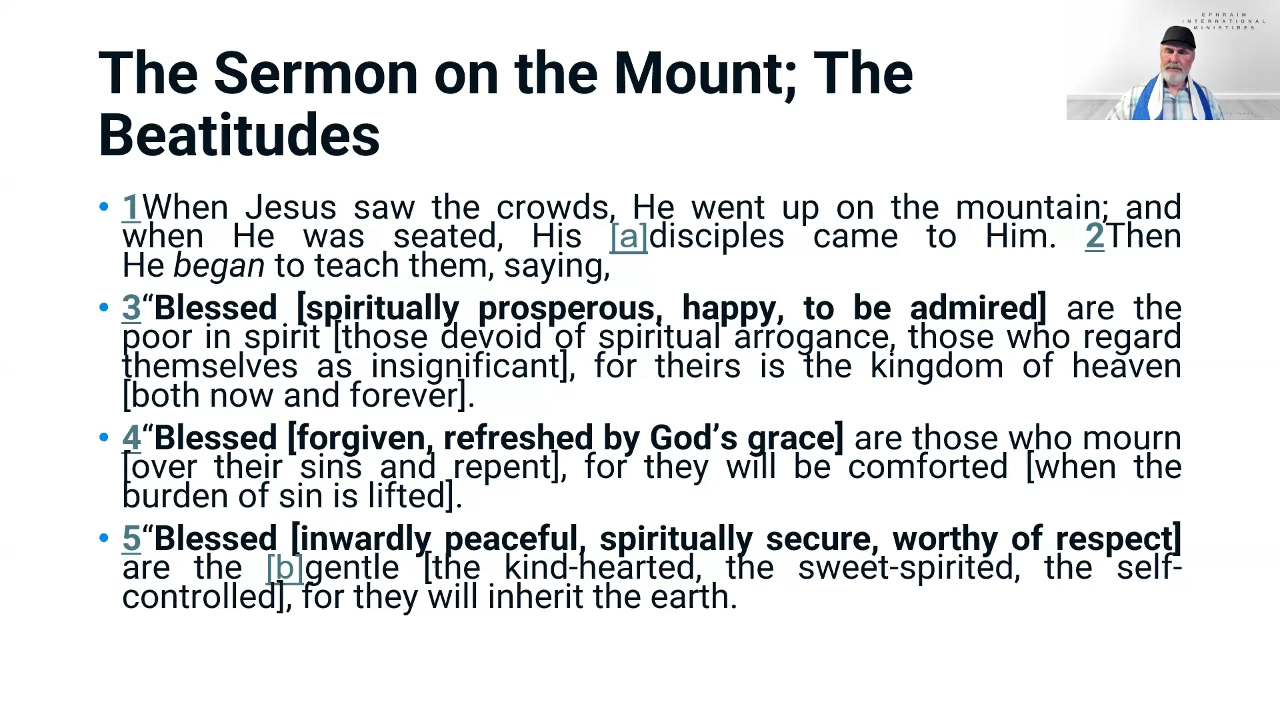 EPHRAIM
INTERNATIONAL
MINISTIRES
The Sermon on the Mount; The
Beatitudes
• 1When Jesus saw the crowds, He went up on the mountain; and
when He was seated, His [a]disciples came to Him. 2Then
He began to teach them, saying,
• 3“Blessed [spiritually prosperous, happy, to be admired] are the
poor in spirit [those devoid of spiritual arrogance, those who regard
themselves as insignificant], for theirs is the kingdom of heaven
[both now and forever].
• 4“Blessed [forgiven, refreshed by God’s grace] are those who mourn
[over their sins and repent], for they will be comforted [when the
burden of sin is lifted].
• 5“Blessed [inwardly peaceful, spiritually secure, worthy of respect]
are the [b]gentle [the kind-hearted, the sweet-spirited, the self-
controlled], for they will inherit the earth.